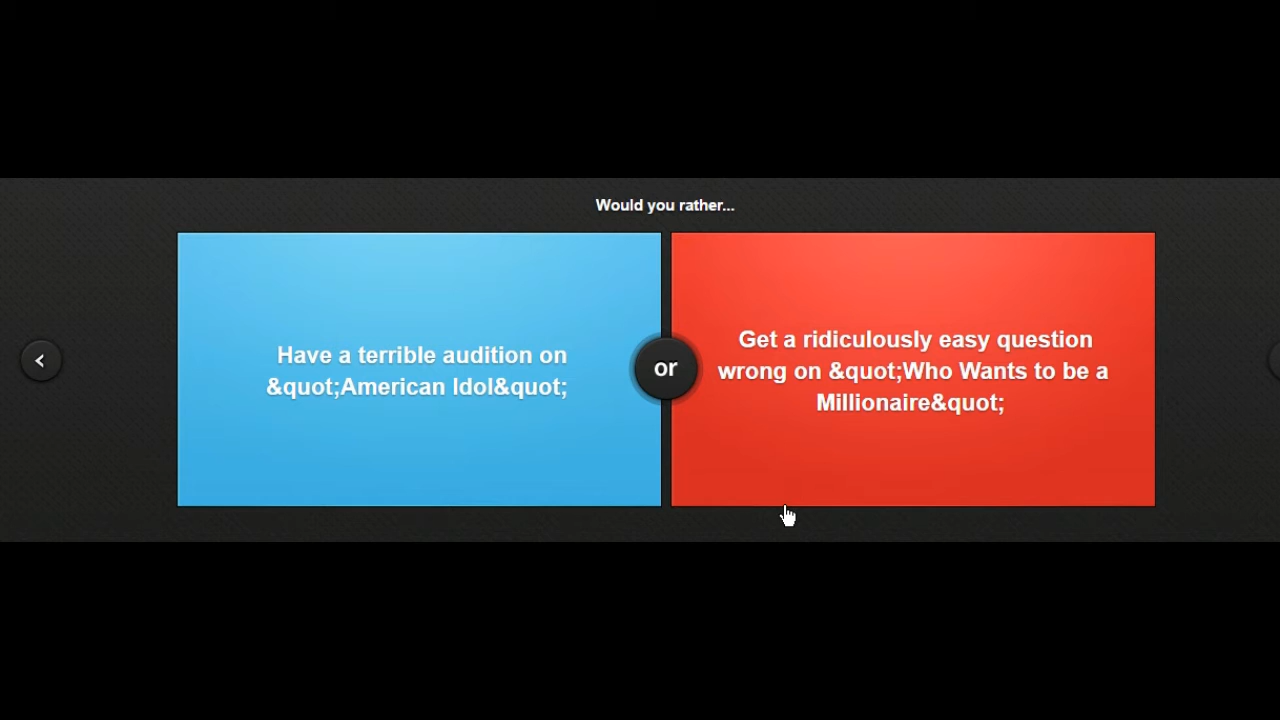 Would you rather...
Have a terrible audition on
&quot;American Idol&quot;
or
Get a ridiculously easy question
wrong on &quot;Who Wants to be a
Millionaire&quot;